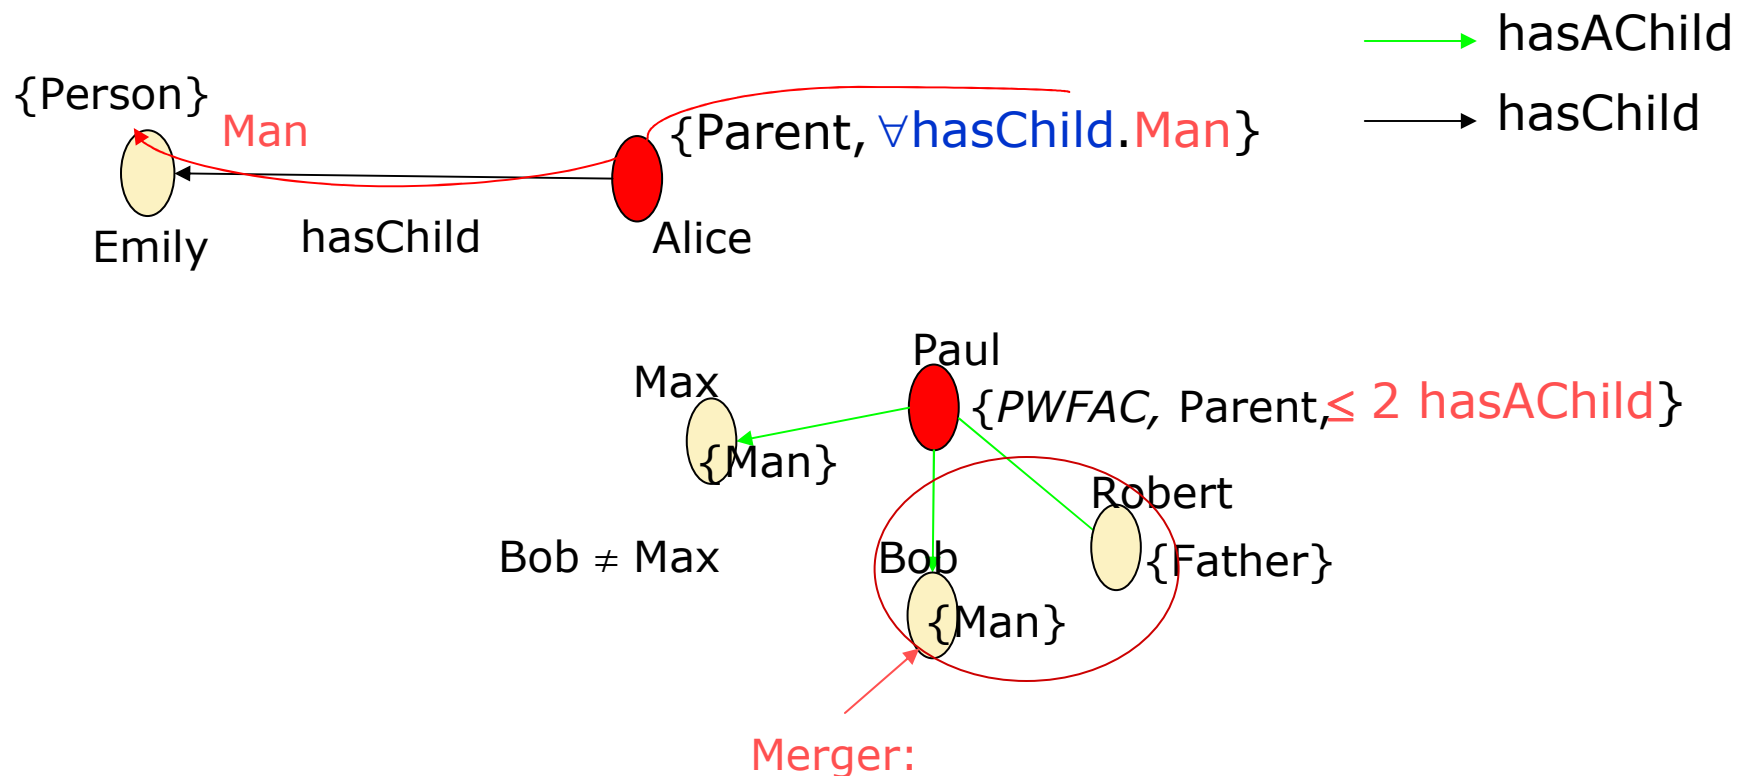 hasAChild
{Person}
Man
{Parent, ∀hasChild.Man}
hasChild
Emily
hasChild
Alice
Paul
Max
{PWFAC, Parent,≤ 2 hasAChild}
{Man}
Robert
Bob ≠ Max
Bob
{Father}
{Man}
Merger: